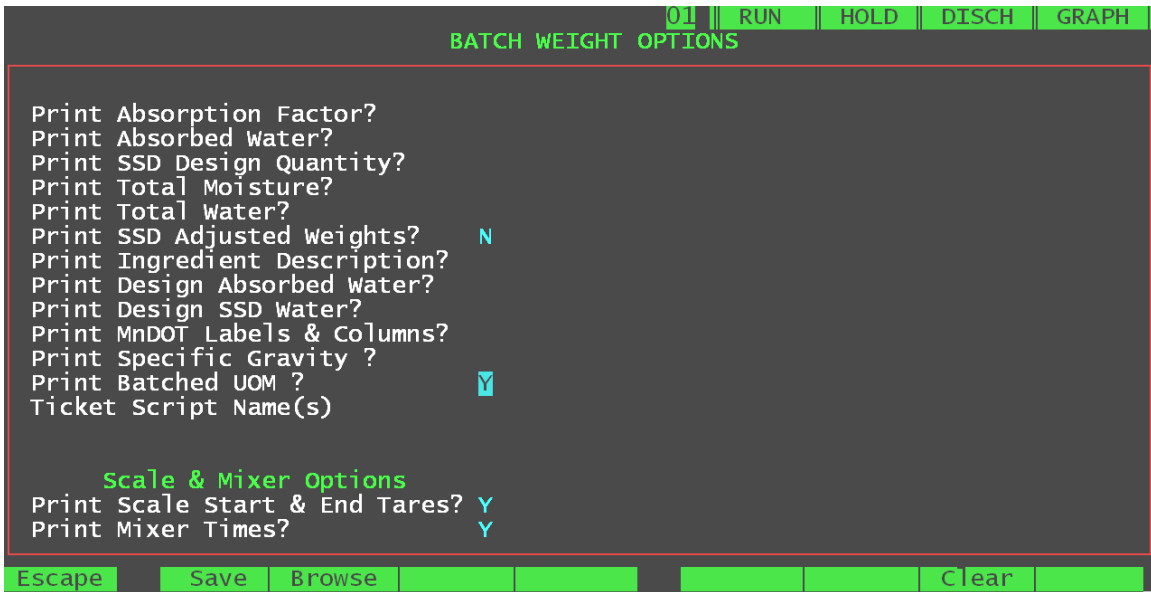 01 RUN HOLD DISCH GRAPH
BATCH WEIGHT OPTIONS
Print Absorption Factor?
Print Absorbed Water?
Print SSD Design Quantity?
Print Total Moisture?
Print Total Water?
Print SSD Adjusted Weights? N
Print Ingredient Description?
Print Design Absorbed Water?
Print Design SSD Water?
Print MnDOT Labels & Columns?
Print Specific Gravity ?
Print Batched UOM ? Y
Ticket Script Name(s)
Scale & Mixer Options
Print Scale Start & End Tares? Y
Print Mixer Times? Y
Escape Save Browse Clear